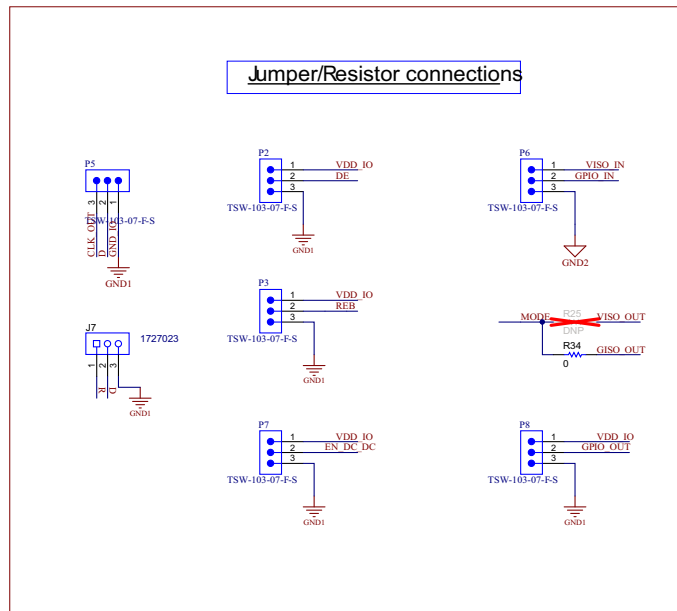 Jumper/Resistor connections
P5
3
2
1
TSW-103-07-F-S
CLK_OUT
D
GND_IO
GND1
P2
1
VDD_IO
2
DE
3
TSW-103-07-F-S
GND1
P6
1
VISO_IN
2
GPIO_IN
3
TSW-103-07-F-S
GND2
P3
1
VDD_IO
2
REB
3
TSW-103-07-F-S
GND1
MODE
R25
VISO_OUT
DNP
R34
GISO_OUT
0
J7
1727023
1
2
3
R
D
GND1
P7
1
VDD_IO
2
EN_DC_DC
3
TSW-103-07-F-S
GND1
P8
1
VDD_IO
2
GPIO_OUT
3
TSW-103-07-F-S
GND1